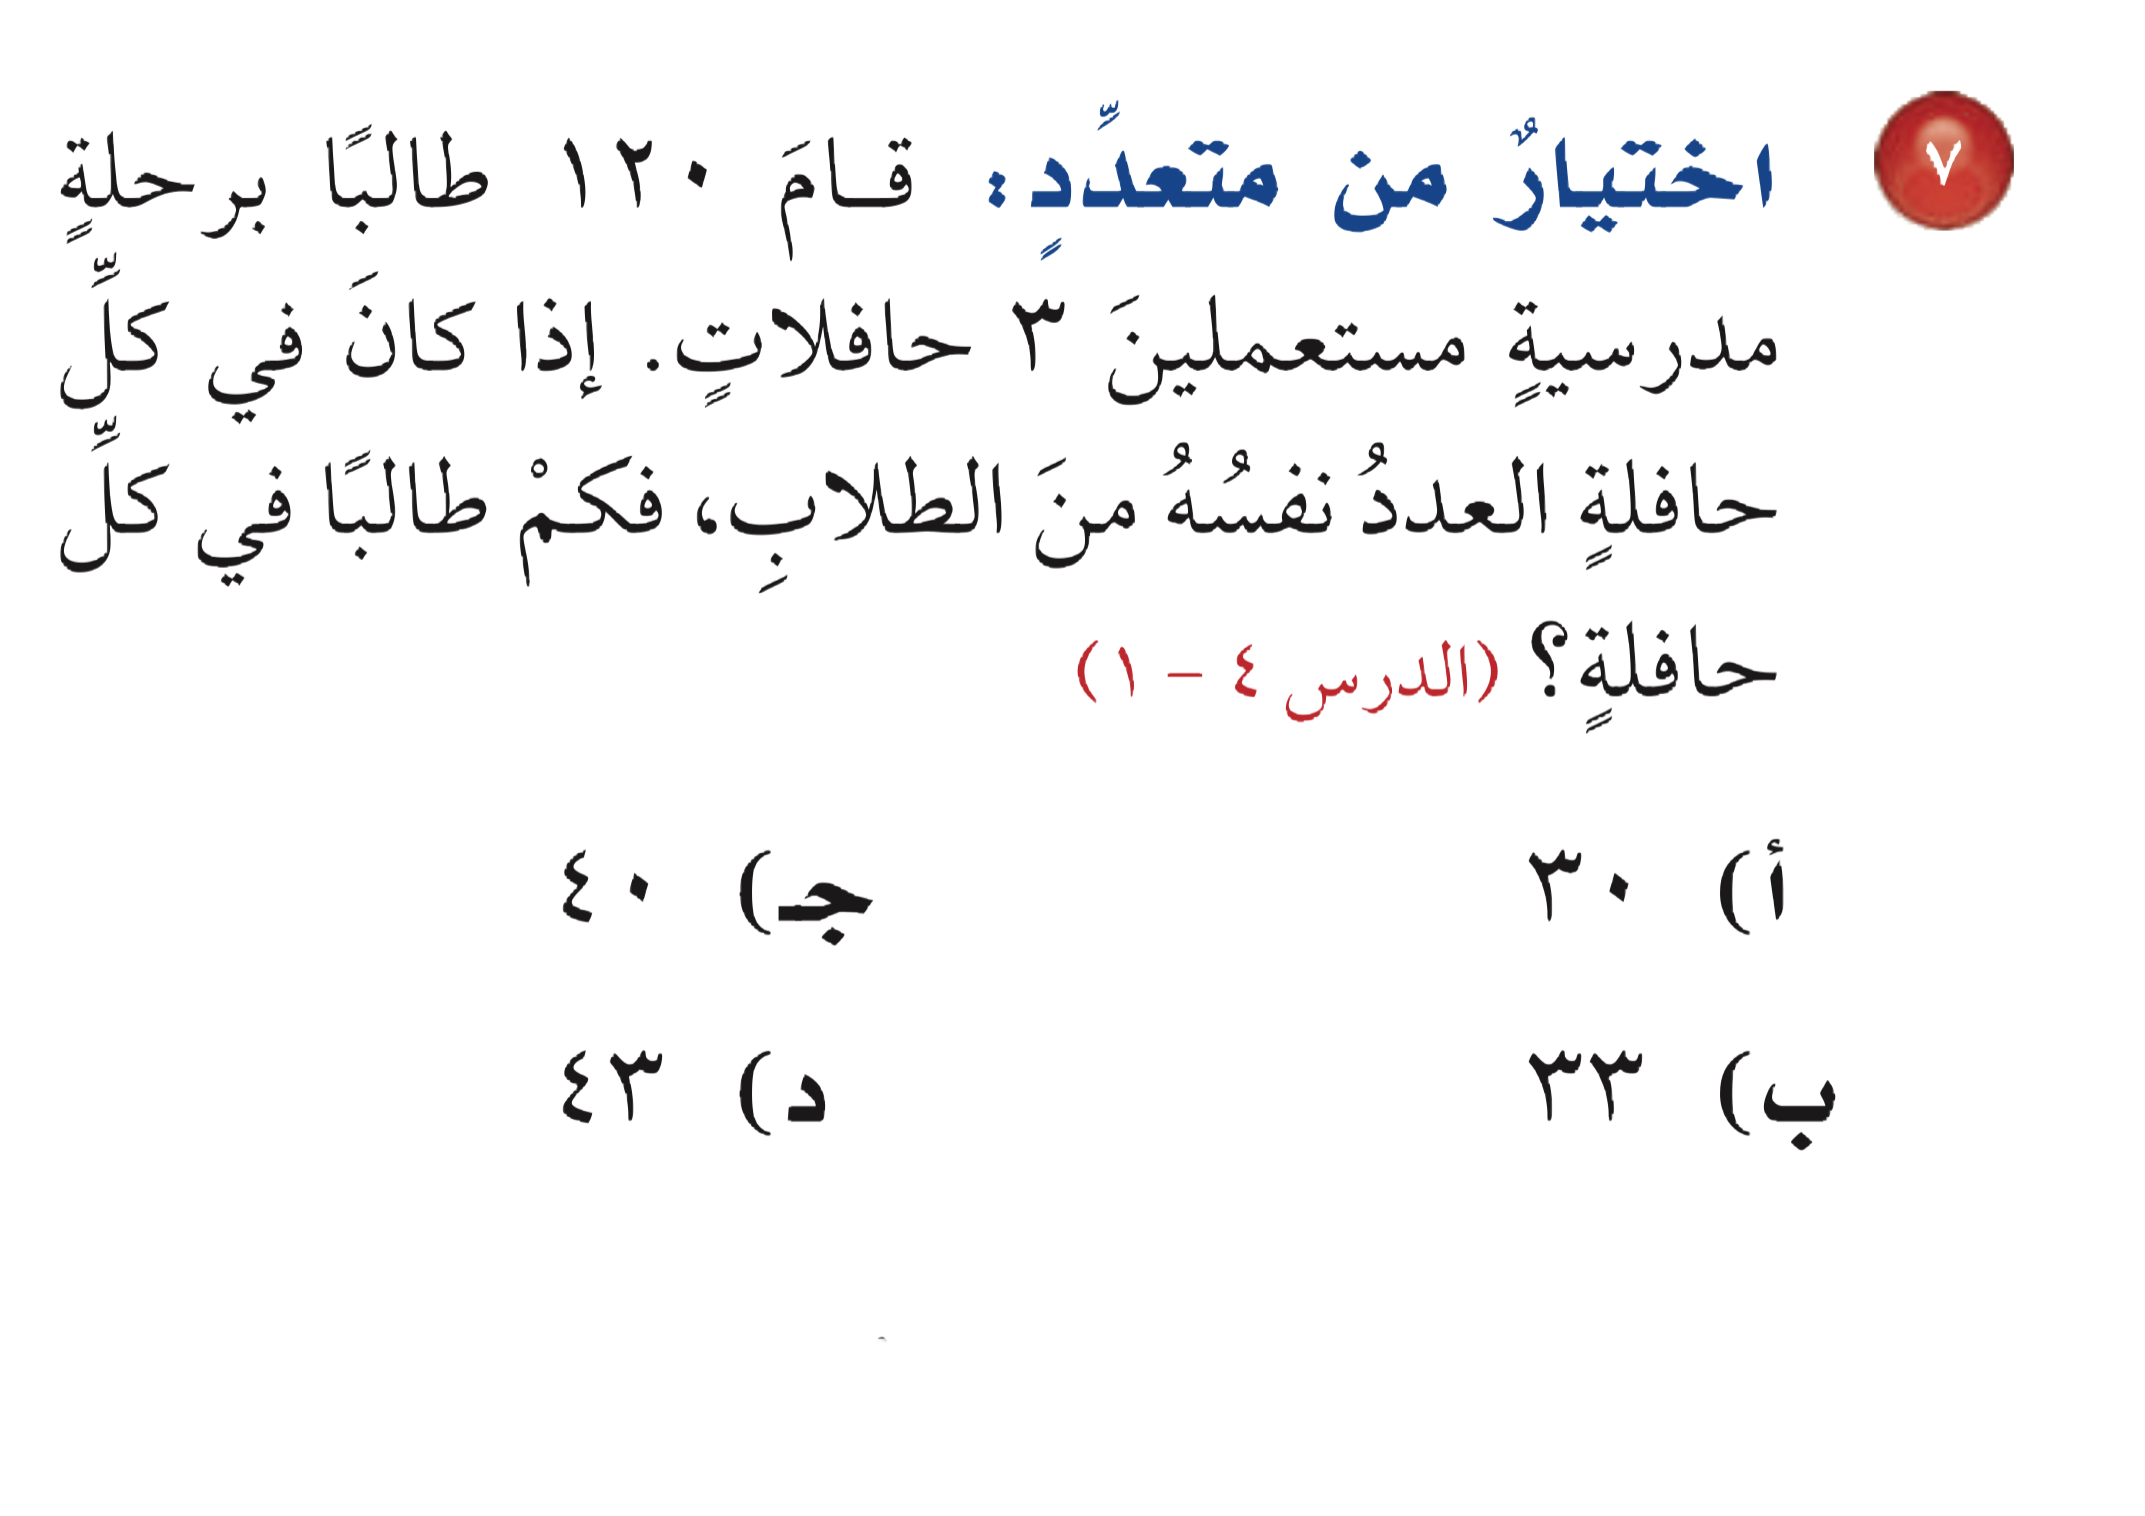 ٧ اختيارٌ من متعدِّدٍ: قـامَ ١٢٠ طالبًا برحلةٍ
مدرسيةٍ مستعملينَ ٣ حافلاتٍ. إذا كانَ في كلِّ
حافلةٍ العددُ نفسُهُ منَ الطلابِ، فكمْ طالبًا في كلِّ
حافلةٍ؟ (الدرس ٤ – ١)
أ) ٣٠ جـ) ٤٠
ب) ٣٣ د) ٤٣